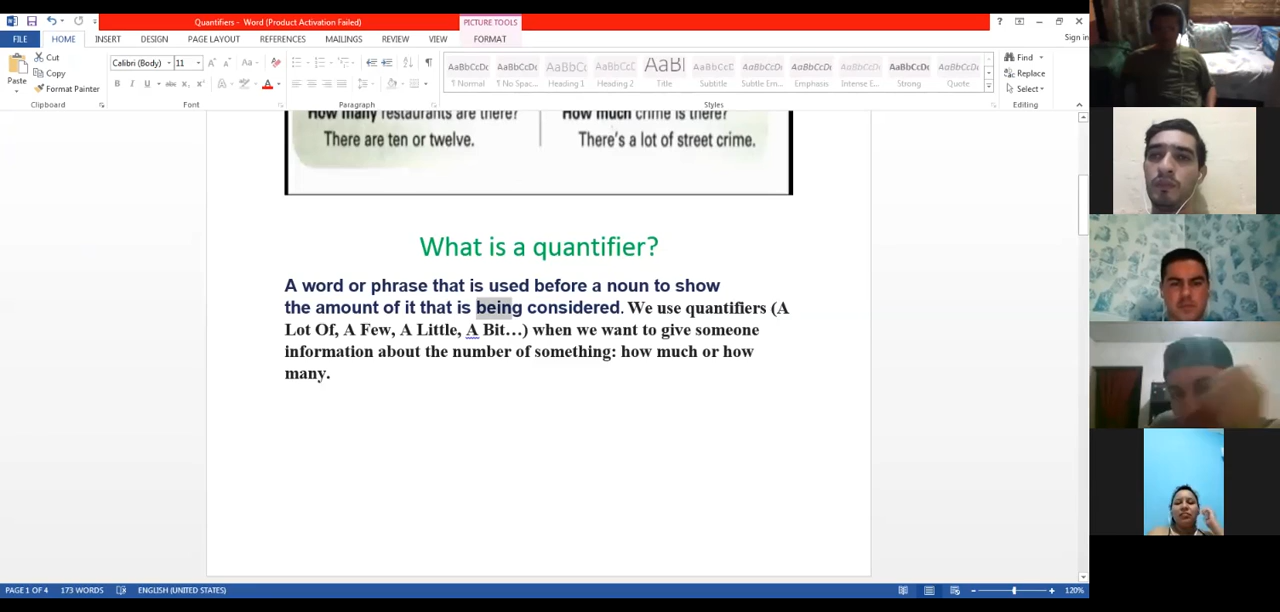 Quantifiers - Word (Product Activation Failed)
PICTURE TOOLS
FILE HOME INSERT DESIGN PAGE LAYOUT REFERENCES MAILINGS REVIEW VIEW FORMAT Sign in
Paste
Cut
Copy
Format Painter
Calibri (Body) 11
AaBbCcDc AaBbCcDc AaBbC AaBbCcC AaBl AaBbCcC AaBbCcDc AaBbCcDc AaBbCcDc AaBbCcDc AaBbCcDc
¶ Normal ¶ No Spac... Heading 1 Heading 2 Title Subtitle Subtle Em... Emphasis Intense E... Strong Quote
Find
Replace
Select
Clipboard Font Paragraph Styles Editing
How many restaurants are there?
There are ten or twelve.
How much crime is there?
There's a lot of street crime.
What is a quantifier?
A word or phrase that is used before a noun to show
the amount of it that is being considered. We use quantifiers (A
Lot Of, A Few, A Little, A Bit…) when we want to give someone
information about the number of something: how much or how
many.
PAGE 1 OF 4 173 WORDS ENGLISH (UNITED STATES) 120%